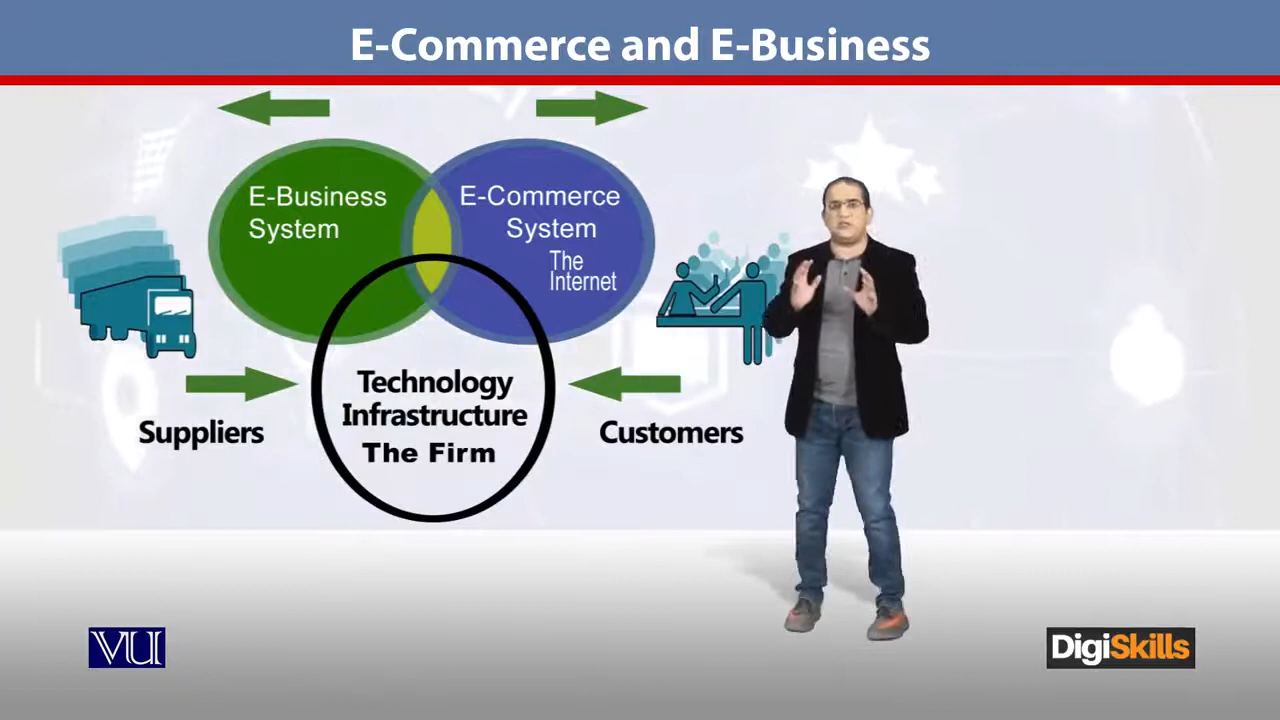 E-Commerce and E-Business
E-Business
System
E-Commerce
System
The
Internet
Technology
Infrastructure
The Firm
Suppliers
Customers
VU
DigiSkills